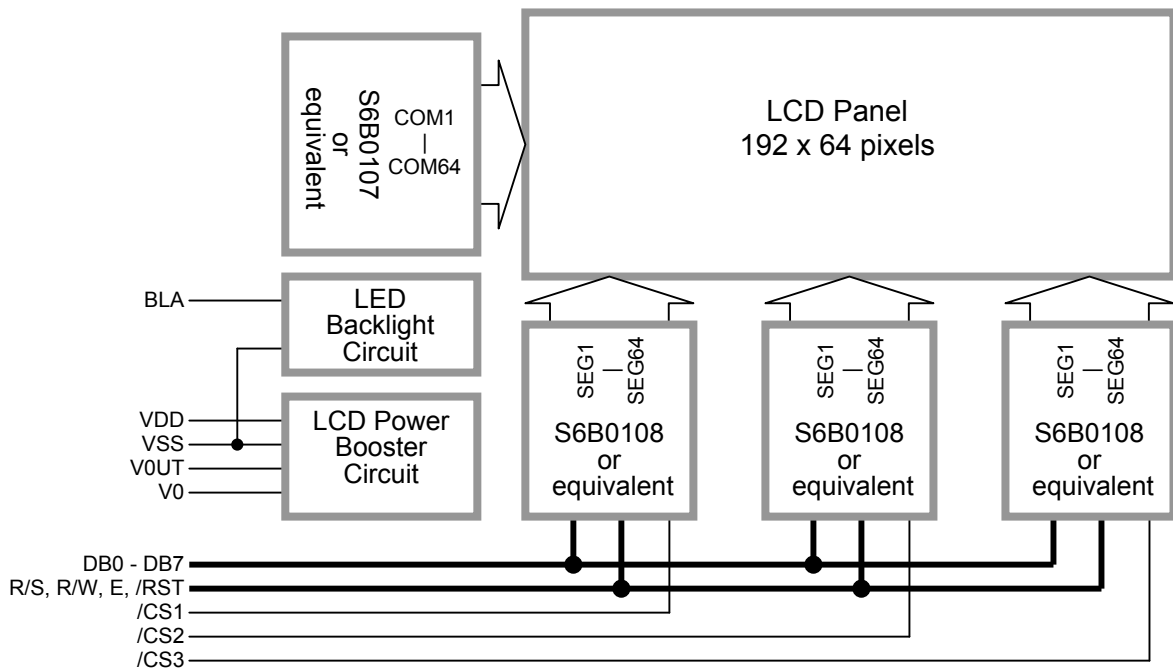 S6B0107
or
equivalent
COM1
|
COM64
LCD Panel
192 x 64 pixels
BLA
LED
Backlight
Circuit
VDD
VSS
V0UT
V0
LCD Power
Booster
Circuit
SEG1
|
SEG64
S6B0108
or
equivalent
SEG1
|
SEG64
S6B0108
or
equivalent
SEG1
|
SEG64
S6B0108
or
equivalent
DB0 - DB7
R/S, R/W, E, /RST
/CS1
/CS2
/CS3